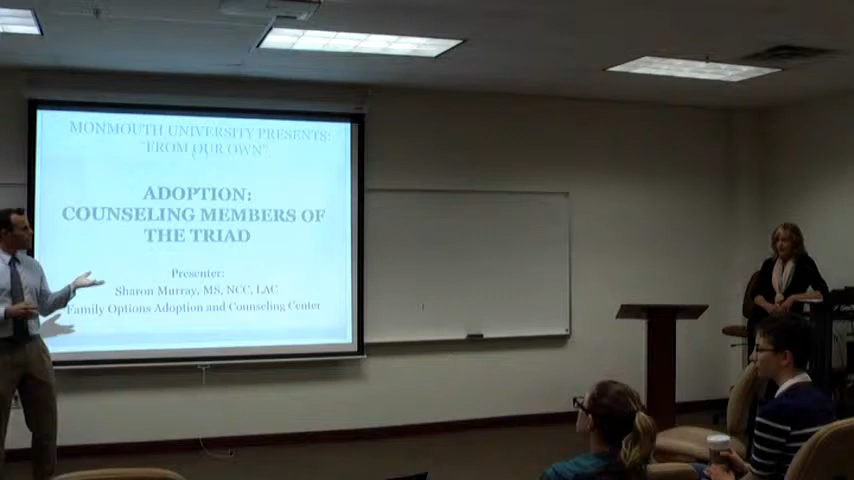 MONMOUTH UNIVERSITY PRESENTS:
"FROM OUR OWN"
ADOPTION:
COUNSELING MEMBERS OF
THE TRIAD
Presenter:
Sharon Murray, MS, NCC, LAC
Family Options Adoption and Counseling Center